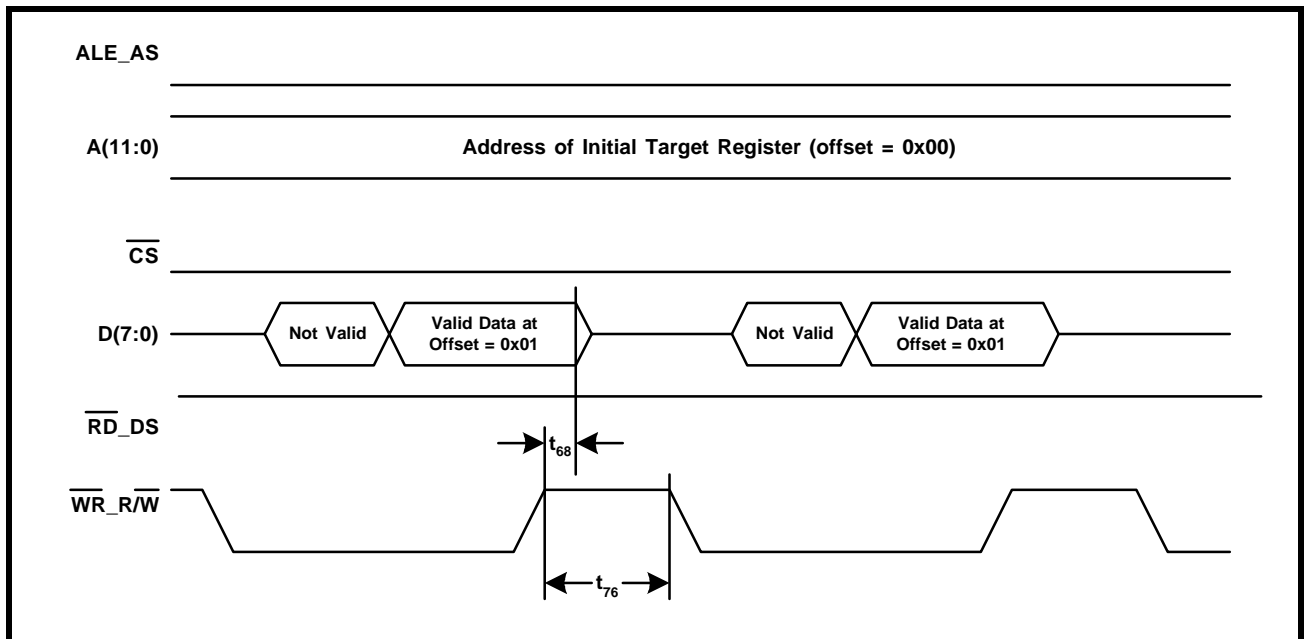 ALE_AS
A(11:0)
Address of Initial Target Register (offset = 0x00)
CS
D(7:0)
Not Valid
Valid Data at
Offset = 0x01
Not Valid
Valid Data at
Offset = 0x01
RD_DS
t68
WR_R/W
t76